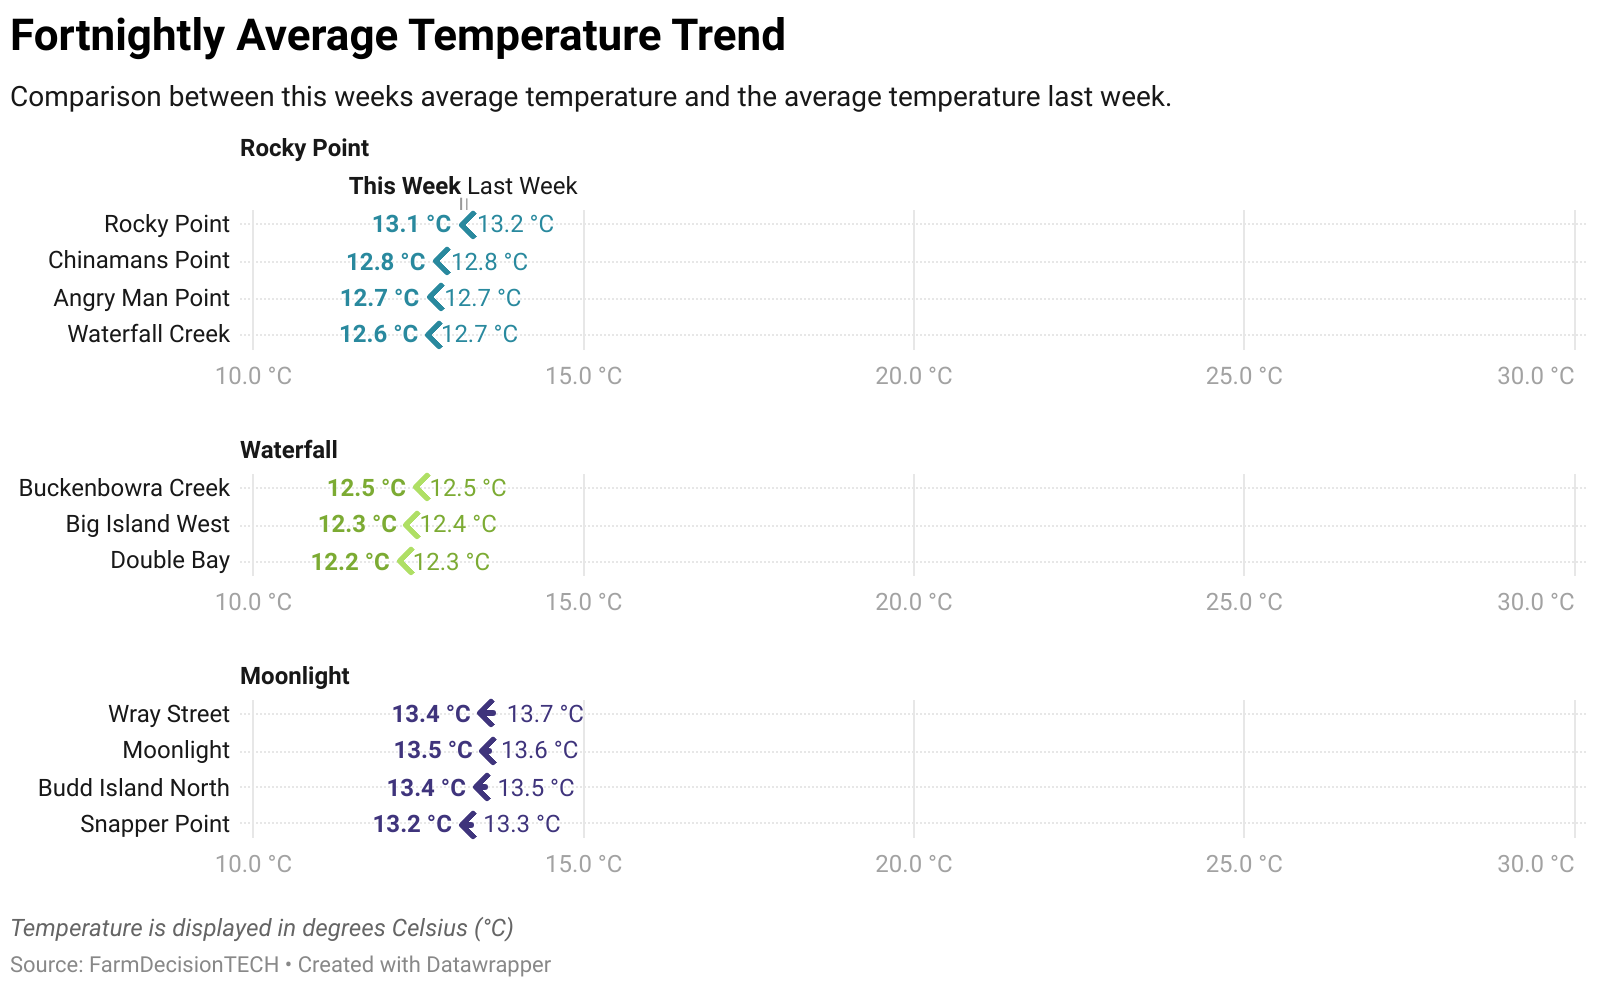 Fortnightly Average Temperature Trend
Comparison between this weeks average temperature and the average temperature last week.
Rocky Point
This Week Last Week
Rocky Point 13.1 °C 13.2 °C
Chinamans Point 12.8 °C 12.8 °C
Angry Man Point 12.7 °C 12.7 °C
Waterfall Creek 12.6 °C 12.7 °C
10.0 °C 15.0 °C 20.0 °C 25.0 °C 30.0 °C
Waterfall
Buckenbowra Creek 12.5 °C 12.5 °C
Big Island West 12.3 °C 12.4 °C
Double Bay 12.2 °C 12.3 °C
10.0 °C 15.0 °C 20.0 °C 25.0 °C 30.0 °C
Moonlight
Wray Street 13.4 °C 13.7 °C
Moonlight 13.5 °C 13.6 °C
Budd Island North 13.4 °C 13.5 °C
Snapper Point 13.2 °C 13.3 °C
10.0 °C 15.0 °C 20.0 °C 25.0 °C 30.0 °C
Temperature is displayed in degrees Celsius (°C)
Source: FarmDecisionTECH • Created with Datawrapper